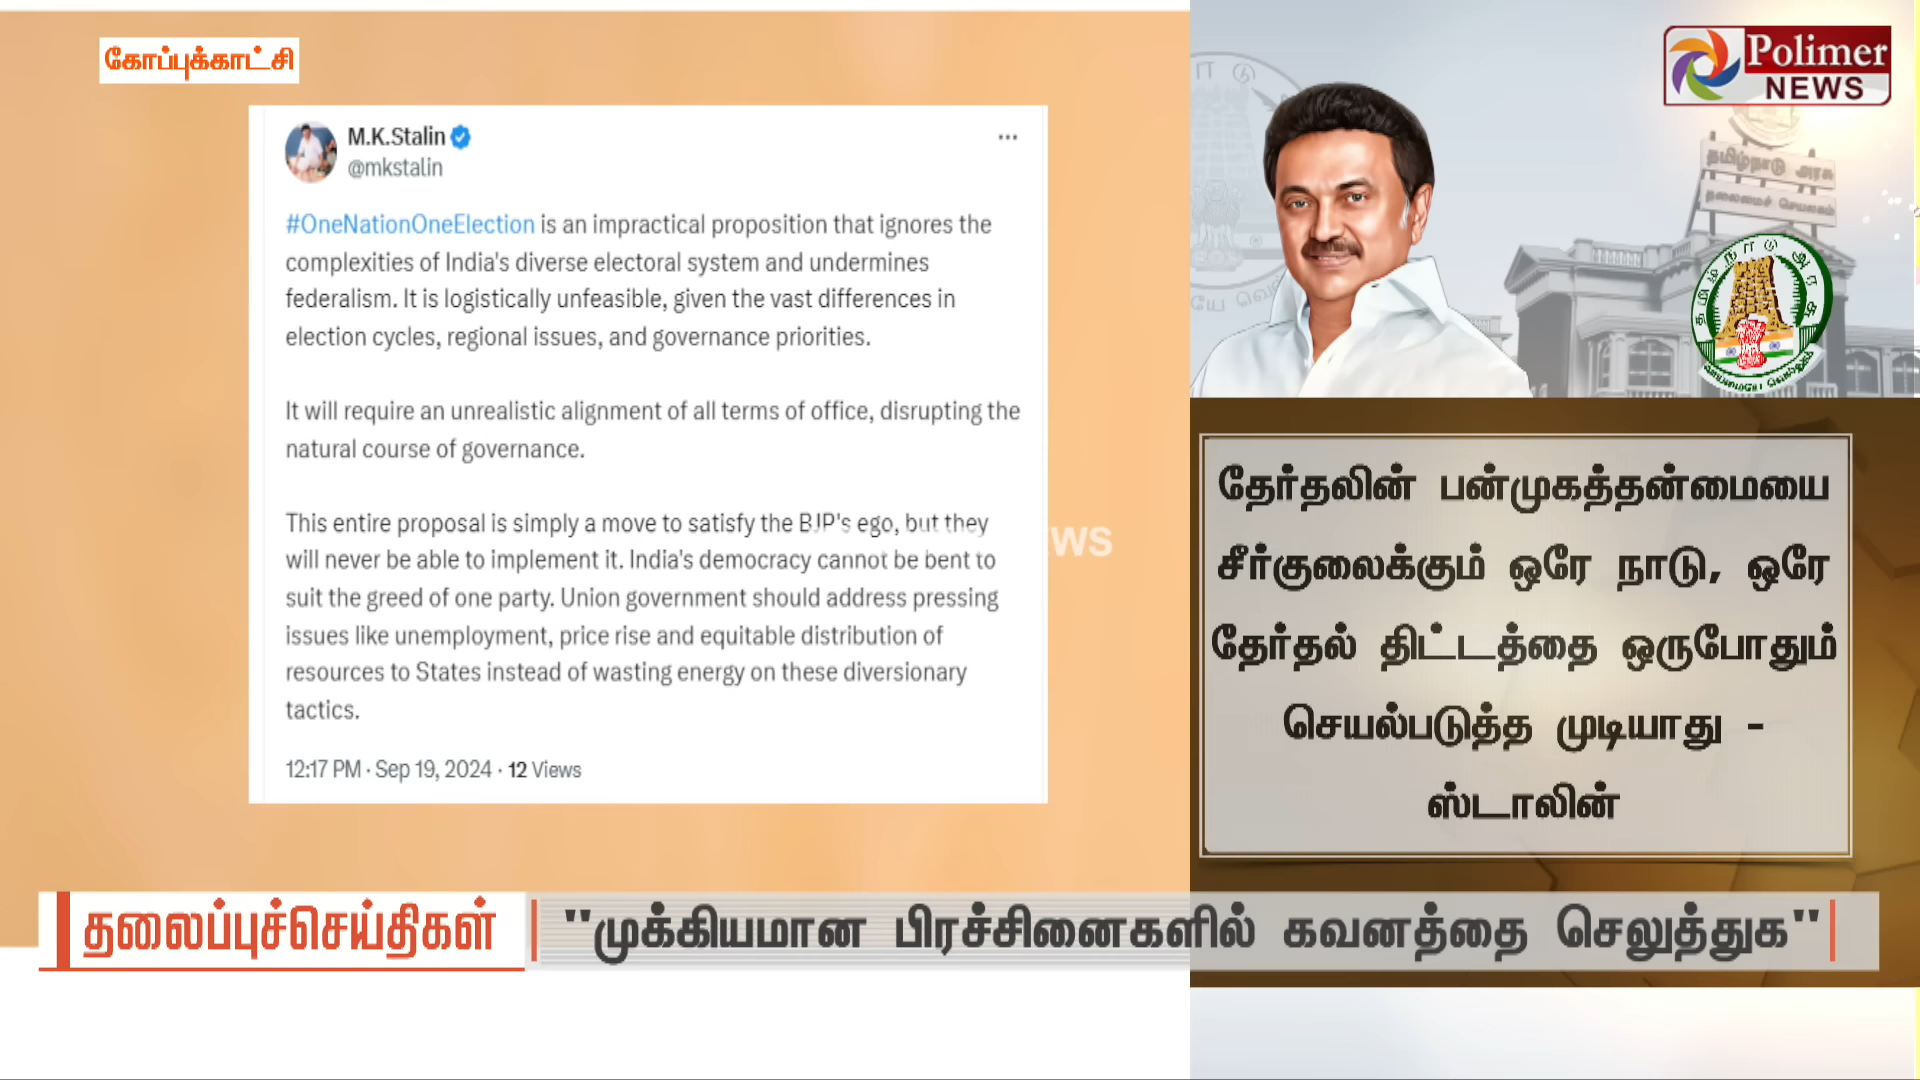 கோப்புக்காட்சி
M.K.Stalin
@mkstalin
#OneNationOneElection is an impractical proposition that ignores the
complexities of India's diverse electoral system and undermines
federalism. It is logistically unfeasible, given the vast differences in
election cycles, regional issues, and governance priorities.
It will require an unrealistic alignment of all terms of office, disrupting the
natural course of governance.
This entire proposal is simply a move to satisfy the BJP's ego, but they
will never be able to implement it. India's democracy cannot be bent to
suit the greed of one party. Union government should address pressing
issues like unemployment, price rise and equitable distribution of
resources to States instead of wasting energy on these diversionary
tactics.
12:17 PM · Sep 19, 2024 · 12 Views
Polimer
NEWS
தமிழ்நாடு அரசு
தலைமைச் செயலகம்
தமிழ்நாடு அரசு
வாய்மையே வெல்லும்
தேர்தலின் பன்முகத்தன்மையை
சீர்குலைக்கும் ஒரே நாடு, ஒரே
தேர்தல் திட்டத்தை ஒருபோதும்
செயல்படுத்த முடியாது -
ஸ்டாலின்
தலைப்புச்செய்திகள்
"முக்கியமான பிரச்சினைகளில் கவனத்தை செலுத்துக"